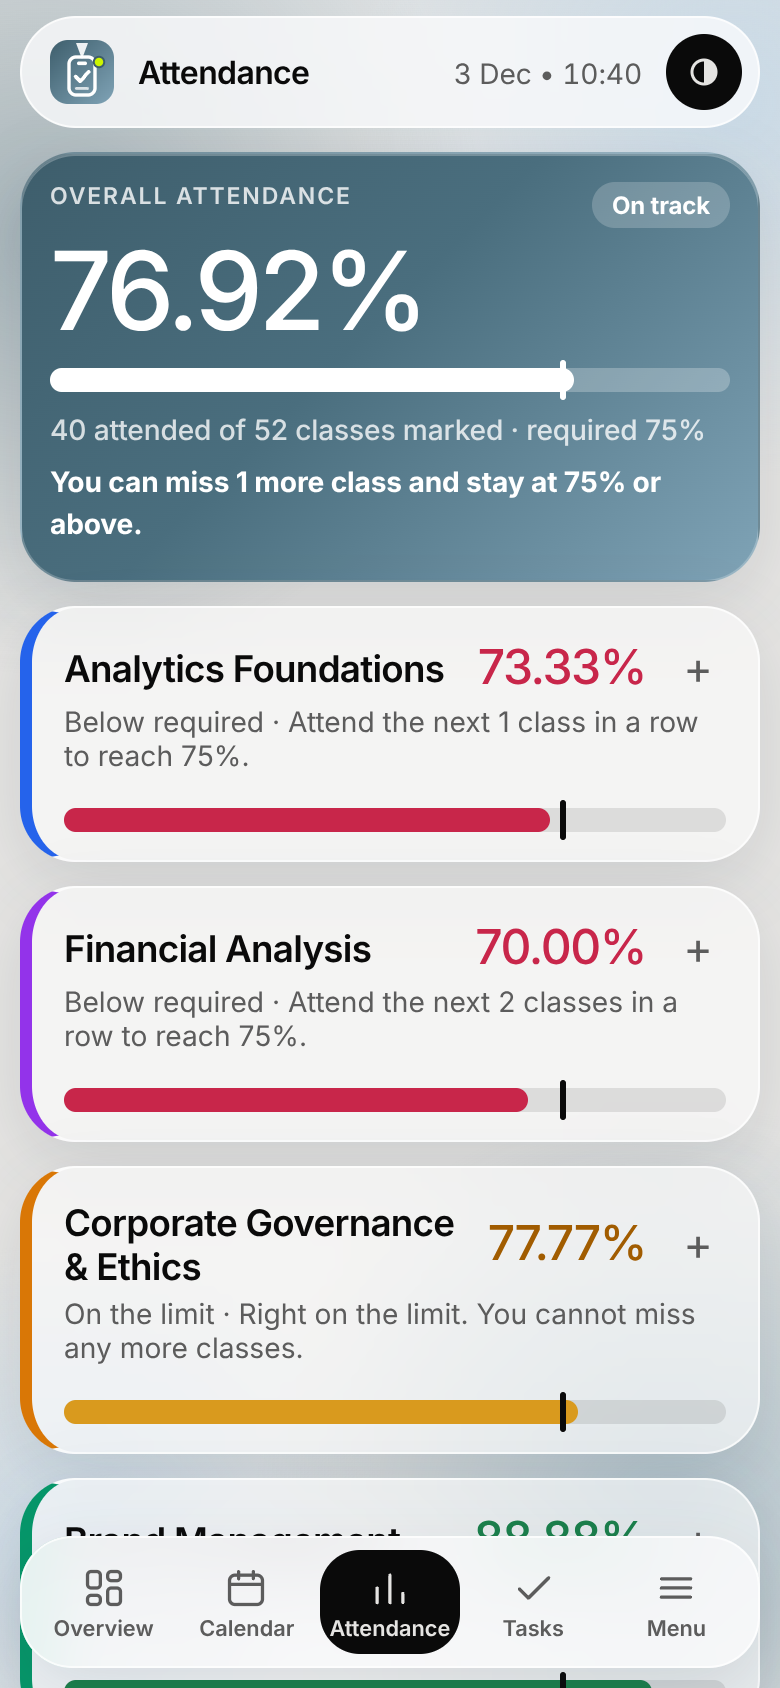 Attendance
3 Dec • 10:40
OVERALL ATTENDANCE
On track
76.92%
40 attended of 52 classes marked · required 75%
You can miss 1 more class and stay at 75% or
above.
Analytics Foundations
73.33%
+
Below required · Attend the next 1 class in a row
to reach 75%.
Financial Analysis
70.00%
+
Below required · Attend the next 2 classes in a
row to reach 75%.
Corporate Governance
& Ethics
77.77%
+
On the limit · Right on the limit. You cannot miss
any more classes.
Brand Management
88.88%
Overview
Calendar
Attendance
Tasks
Menu